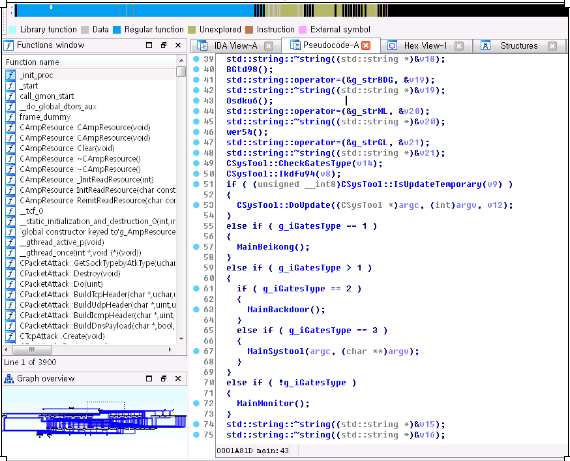 Library function Data Regular function Unexplored Instruction External symbol
Functions window
Function name
_init_proc
_start
call_gmon_start
__do_global_dtors_aux
frame_dummy
CAmpResource CAmpResource(void)
CAmpResource Clear(void)
CAmpResource ~CAmpResource()
CAmpResource ~CAmpResource()
CAmpResource _InitReadResource(int)
CAmpResource InitReadResource(char const
CAmpResource ReinitReadResource(char const
__tcf_0
__static_initialization_and_destruction_0(int,in
global constructor keyed to'g_AmpResource
__gthread_active_p(void)
__gthread_once(int *,void (*)(void))
CPacketAttack: GetSockTypebyAtkType(uchar
CPacketAttack: Destroy(void)
CPacketAttack: Do(uint)
CPacketAttack: BuildTcpHeader(char *,uchar,u
CPacketAttack: BuildUdpHeader(char *,uint,u
CPacketAttack: BuildIcmpHeader(char *,uint,
CPacketAttack: BuildDnsPayload(char *,bool,
CTcpAttack: Create(void)
Line 1 of 3900
Graph overview
IDA View-A Pseudocode-A Hex View-1 Structures
39 std::string::~string((std::string *)&v18);
40 BGtd98();
41 std::string::operator=(&g_strBDG, &v19);
42 std::string::~string((std::string *)&v19);
43 Osdku6();
44 std::string::operator=(&g_strML, &v20);
45 std::string::~string((std::string *)&v20);
46 wer54();
47 std::string::operator=(&g_strGL, &v21);
48 std::string::~string((std::string *)&v21);
49 CSysTool::CheckGatesType(v14);
50 CSysTool::Ikdfu94(v8);
51 if ( (unsigned __int8)CSysTool::IsUpdateTemporary(v9) )
52 {
53 CSysTool::DoUpdate((CSysTool *)argc, (int)argv, v12);
54 }
55 else if ( g_iGatesType == 1 )
56 {
57 MainBeikong();
58 }
59 else if ( g_iGatesType > 1 )
60 {
61 if ( g_iGatesType == 2 )
62 {
63 MainBackdoor();
64 }
65 else if ( g_iGatesType == 3 )
66 {
67 MainSystool(argc, (char **)argv);
68 }
69 }
70 else if ( !g_iGatesType )
71 {
72 MainMonitor();
73 }
74 std::string::~string((std::string *)&v15);
75 std::string::~string((std::string *)&v16);
0001A81D main:43